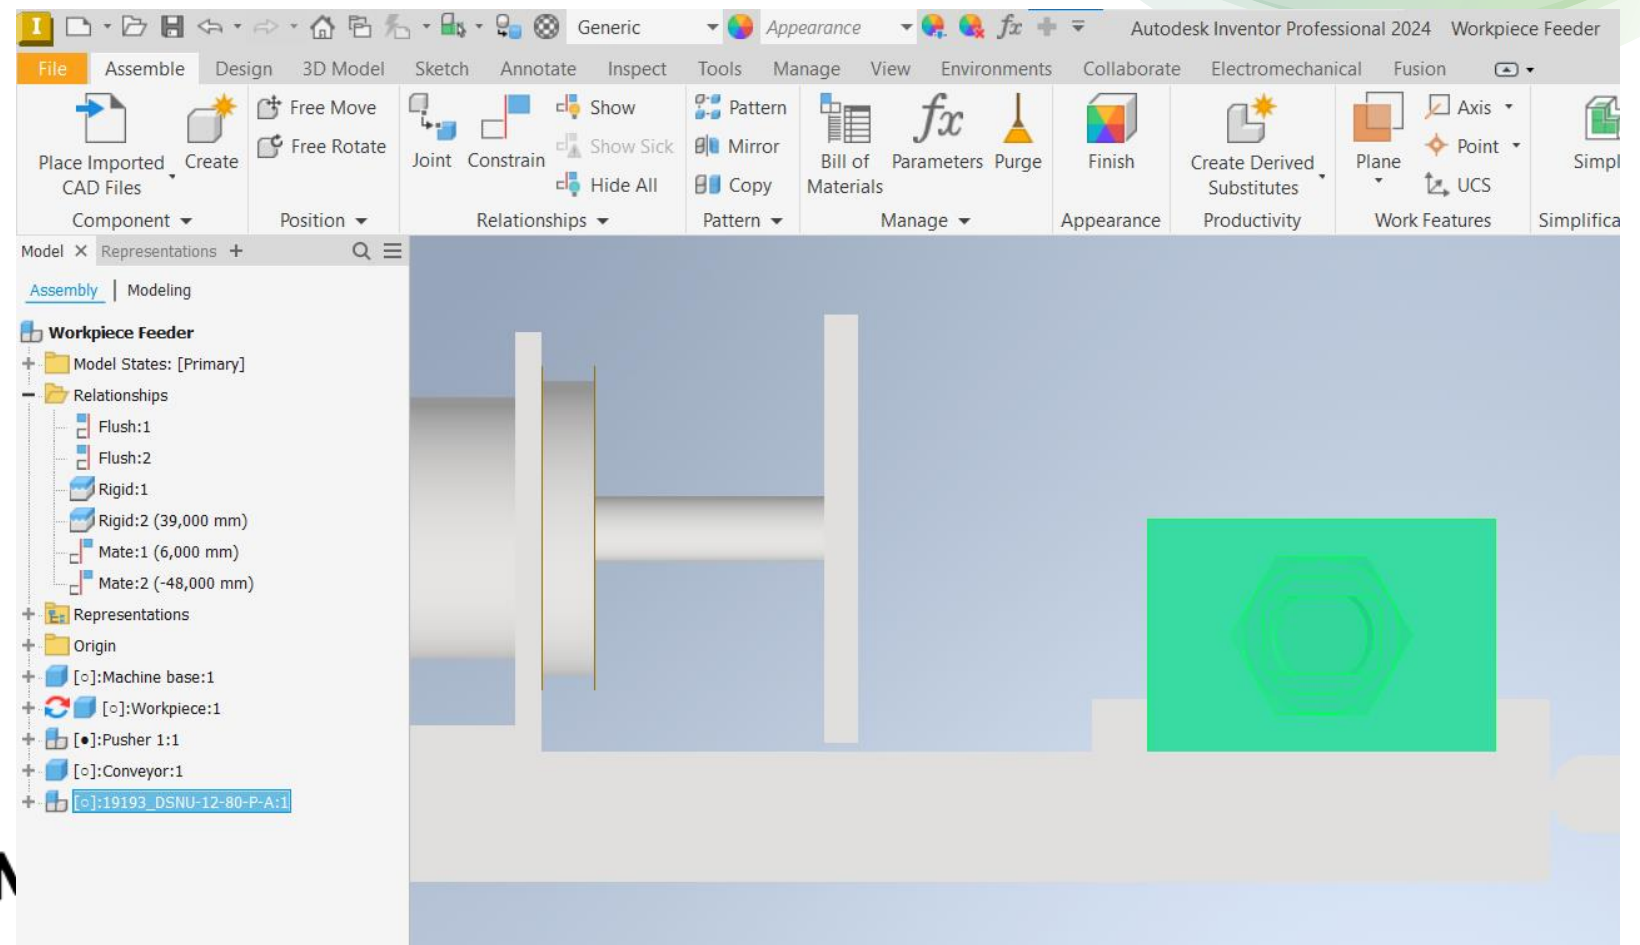 I Generic Appearance fx Autodesk Inventor Professional 2024 Workpiece Feeder
File Assemble Design 3D Model Sketch Annotate Inspect Tools Manage View Environments Collaborate Electromechanical Fusion
Place Imported CAD Files
Create
Free Move
Free Rotate
Joint
Constrain
Show
Show Sick
Hide All
Pattern
Mirror
Copy
Bill of Materials
fx
Parameters
Purge
Finish
Create Derived Substitutes
Plane
Axis
Point
UCS
Simpl
Component Position Relationships Pattern Manage Appearance Productivity Work Features Simplifica
Model Representations
Assembly | Modeling
Workpiece Feeder
Model States: [Primary]
Relationships
Flush:1
Flush:2
Rigid:1
Rigid:2 (39,000 mm)
Mate:1 (6,000 mm)
Mate:2 (-48,000 mm)
Representations
Origin
[○]:Machine base:1
[○]:Workpiece:1
[●]:Pusher 1:1
[○]:Conveyor:1
[○]:19193_DSNU-12-80-P-A:1